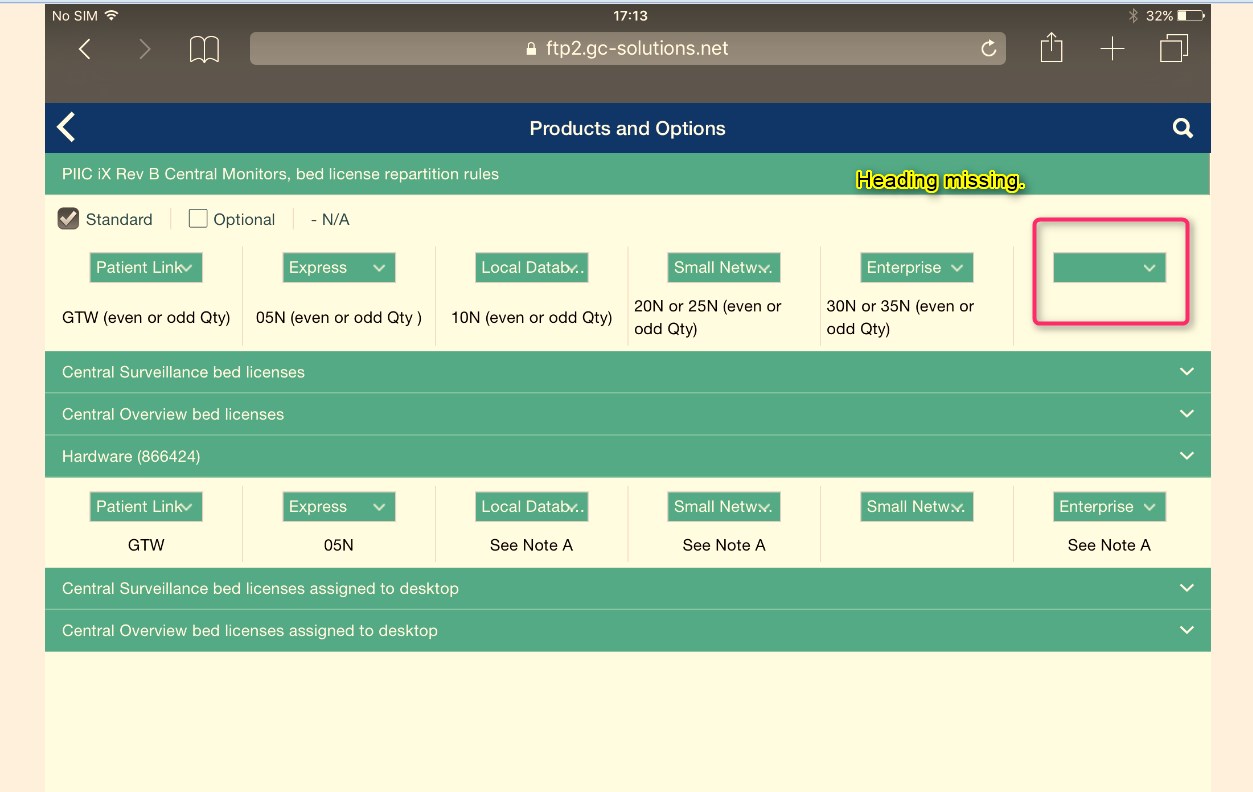 No SIM 17:13 32%
ftp2.gc-solutions.net
Products and Options
PIIC iX Rev B Central Monitors, bed license repartition rules
Heading missing.
Standard Optional - N/A
Patient Link Express Local Datab... Small Netw... Enterprise
GTW (even or odd Qty) 05N (even or odd Qty ) 10N (even or odd Qty) 20N or 25N (even or odd Qty) 30N or 35N (even or odd Qty)
Central Surveillance bed licenses
Central Overview bed licenses
Hardware (866424)
Patient Link Express Local Datab... Small Netw... Small Netw... Enterprise
GTW 05N See Note A See Note A See Note A
Central Surveillance bed licenses assigned to desktop
Central Overview bed licenses assigned to desktop